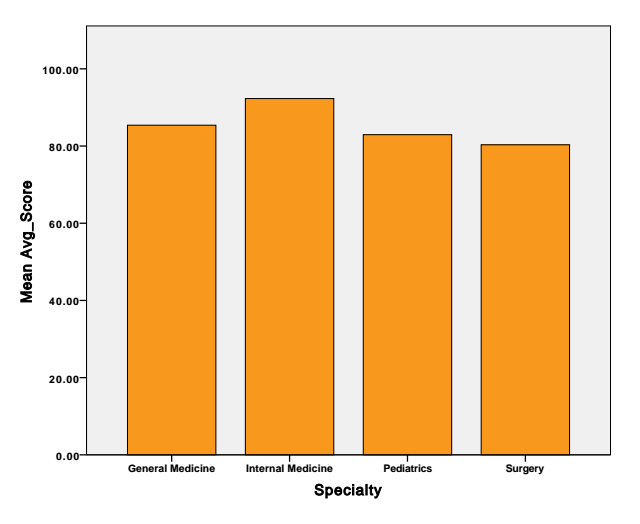 100.00
80.00
60.00
40.00
20.00
0.00
Mean Avg_Score
General Medicine
Internal Medicine
Pediatrics
Surgery
Specialty